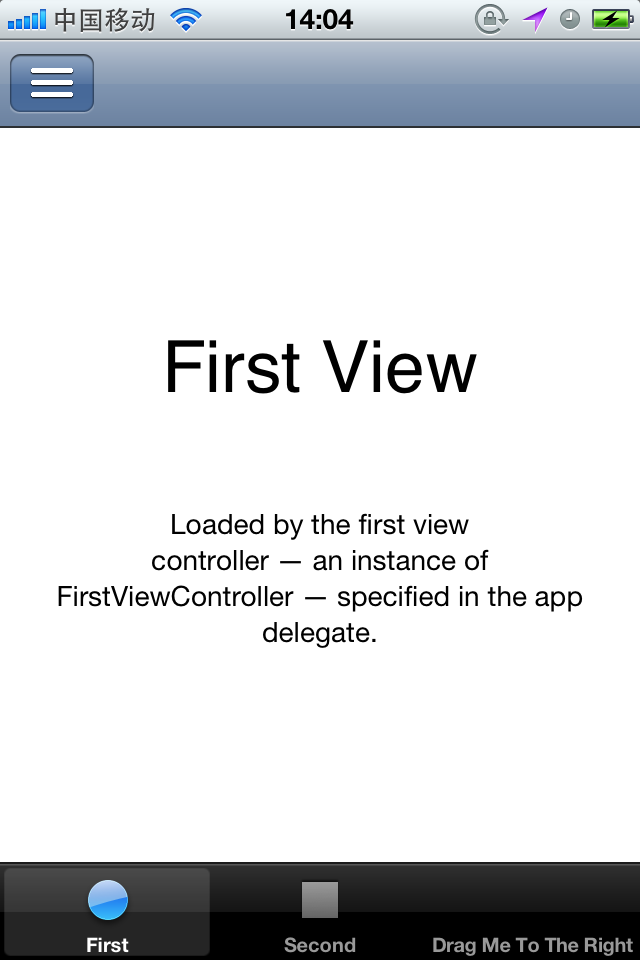 中国移动 14:04
First View
Loaded by the first view
controller — an instance of
FirstViewController — specified in the app
delegate.
First Second Drag Me To The Right